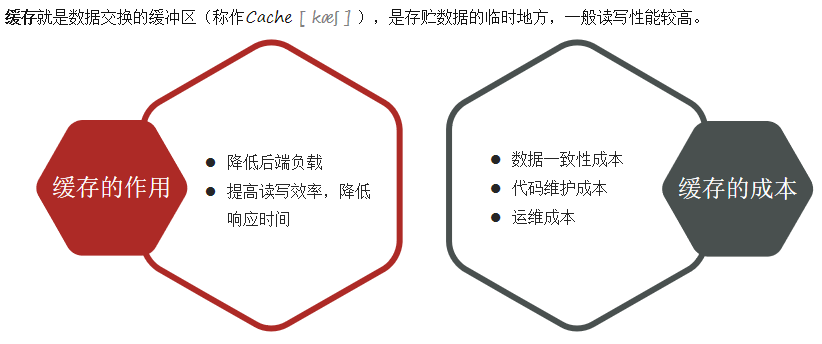 缓存就是数据交换的缓冲区（称作Cache [ kæʃ ] ），是存贮数据的临时地方，一般读写性能较高。
缓存的作用
● 降低后端负载
● 提高读写效率，降低
响应时间
● 数据一致性成本
● 代码维护成本
● 运维成本
缓存的成本